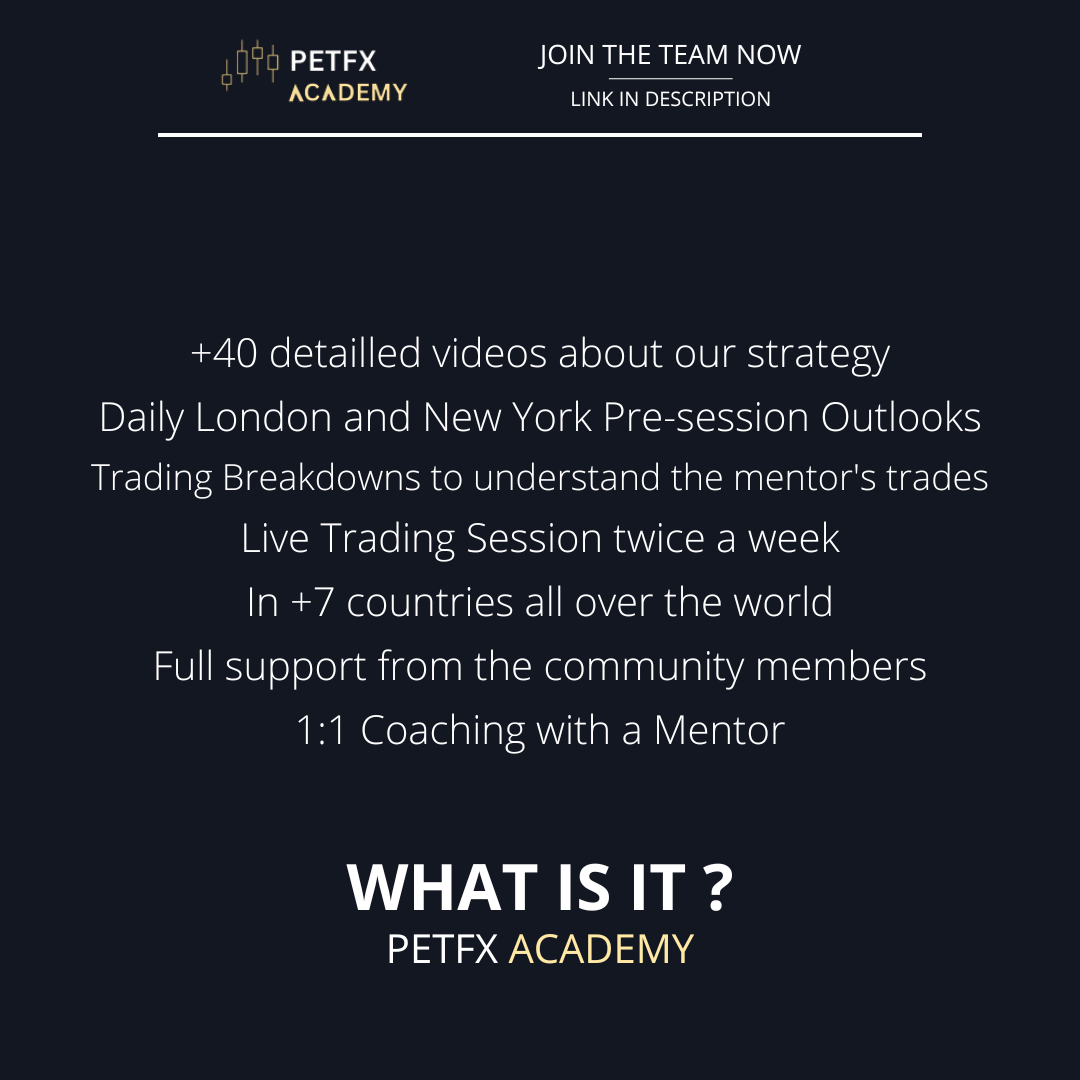 PETFX
ACADEMY
JOIN THE TEAM NOW
LINK IN DESCRIPTION
+40 detailled videos about our strategy
Daily London and New York Pre-session Outlooks
Trading Breakdowns to understand the mentor's trades
Live Trading Session twice a week
In +7 countries all over the world
Full support from the community members
1:1 Coaching with a Mentor
WHAT IS IT ?
PETFX ACADEMY